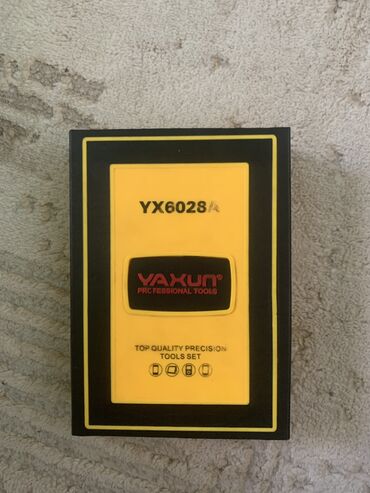 YX6028A
YAXUN®
PROFESSIONAL TOOLS
TOP QUALITY PRECISION
TOOLS SET